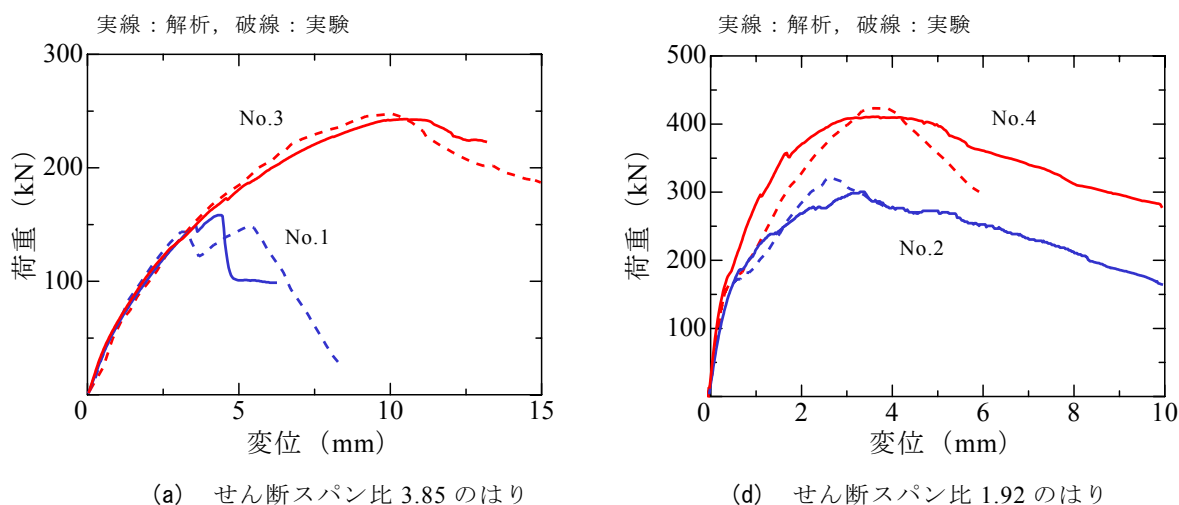 実線：解析，破線：実験
300
200
100
0
0
5
10
15
荷重（kN）
変位（mm）
No.3
No.1
(a) せん断スパン比 3.85 のはり
実線：解析，破線：実験
500
400
300
200
100
0
0
2
4
6
8
10
荷重（kN）
変位（mm）
No.4
No.2
(d) せん断スパン比 1.92 のはり